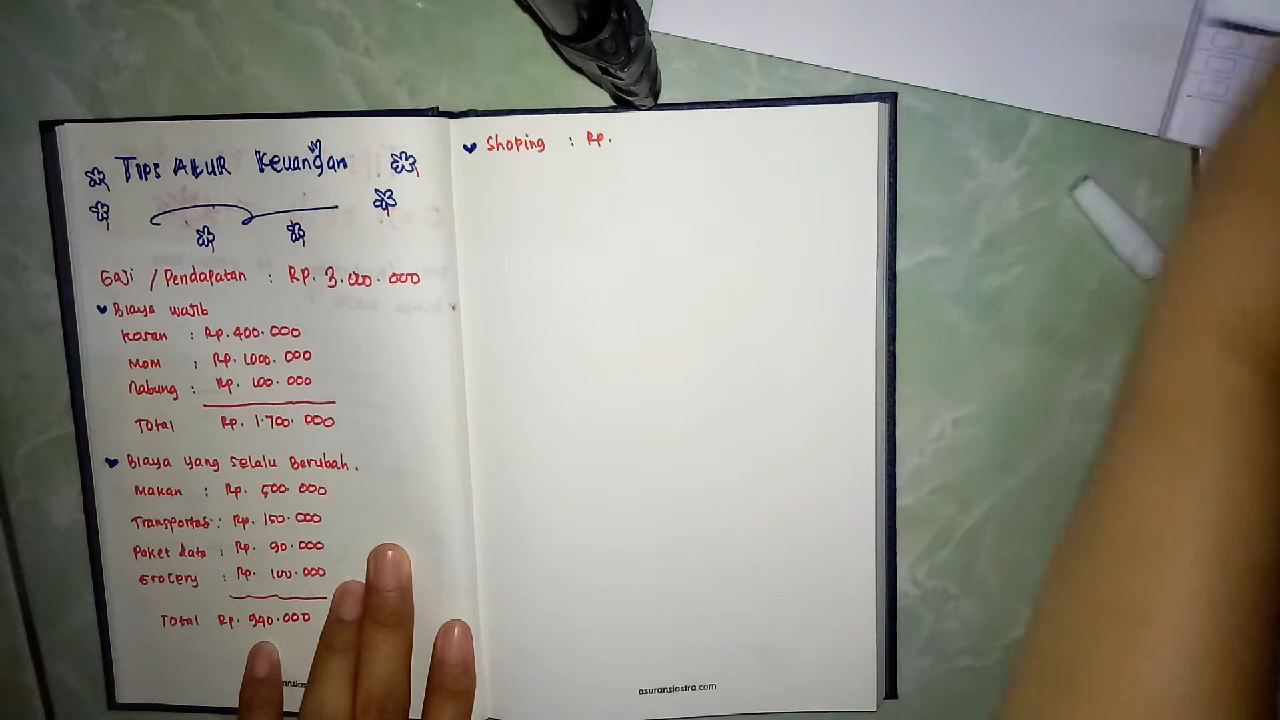 Tips Atur Keuangan
Gaji / Pendapatan : Rp. 3.000.000
Biaya wajib
Kosan : Rp. 400.000
Mom : Rp. 1.000.000
Nabung : Rp. 100.000
Total Rp. 1.700.000
Biaya yang selalu Berubah.
Makan : Rp. 500.000
Transportas : Rp. 150.000
Paket data : Rp. 90.000
Grocery : Rp. 100.000
Total Rp. 940.000
Shoping : Rp.
asuransiastra.com